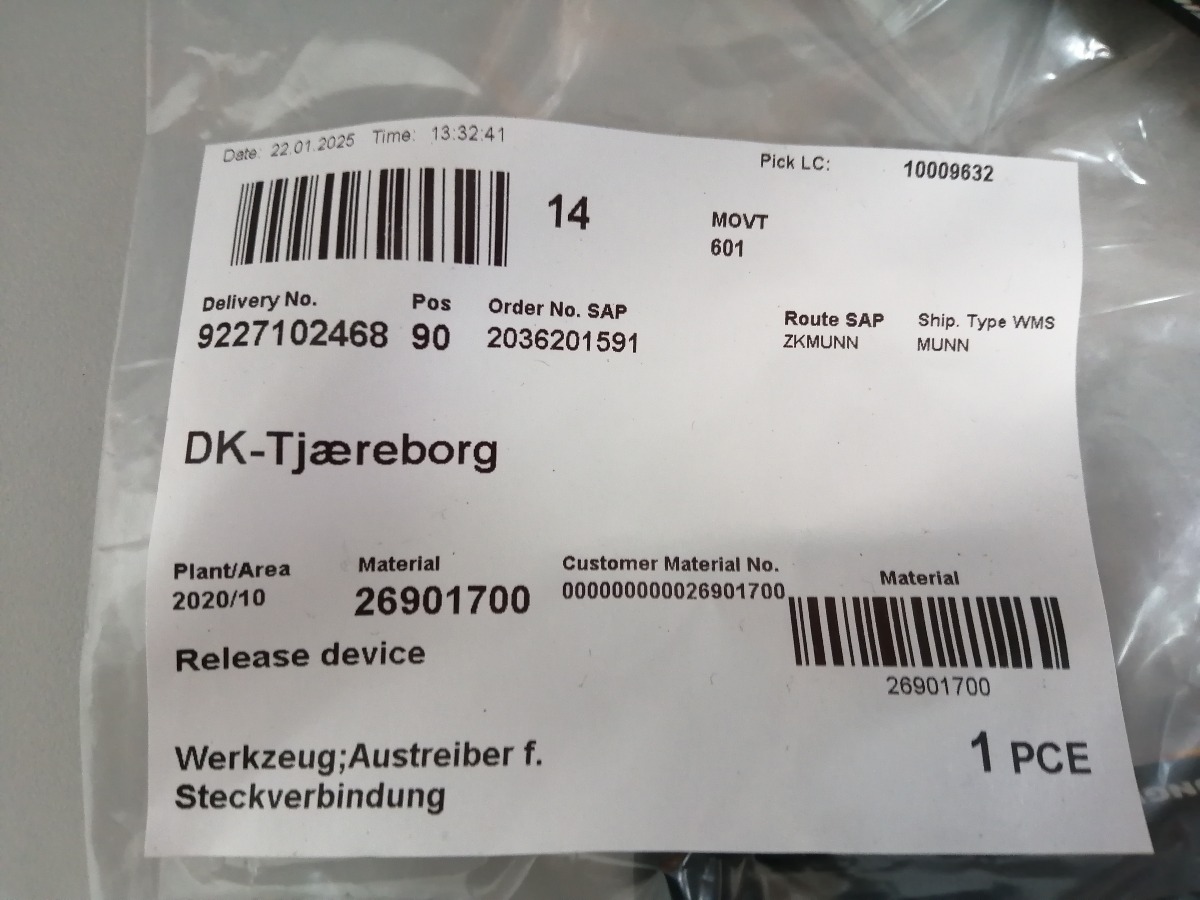 Date: 22.01.2025 Time: 13:32:41
Pick LC: 10009632
14
MOVT
601
Delivery No. Pos Order No. SAP Route SAP Ship. Type WMS
9227102468 90 2036201591 ZKMUNN MUNN
DK-Tjæreborg
Plant/Area Material Customer Material No. Material
2020/10 26901700 000000000026901700
Release device
26901700
Werkzeug;Austreiber f.
Steckverbindung
1 PCE